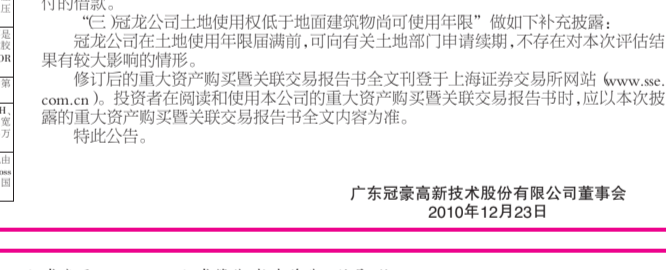 付的借款。
“(三)冠龙公司土地使用权低于地面建筑物尚可使用年限”做如下补充披露:
冠龙公司在土地使用年限届满前,可向有关土地部门申请续期,不存在对本次评估结
果有较大影响的情形。
修订后的重大资产购买暨关联交易报告书全文刊登于上海证券交易所网站(www.sse.
com.cn)。投资者在阅读和使用本公司的重大资产购买暨关联交易报告书时,应以本次披
露的重大资产购买暨关联交易报告书全文内容为准。
特此公告。
广东冠豪高新技术股份有限公司董事会
2010年12月23日
压
是
胶
OR
第
H、
宽
万
由
oss
国